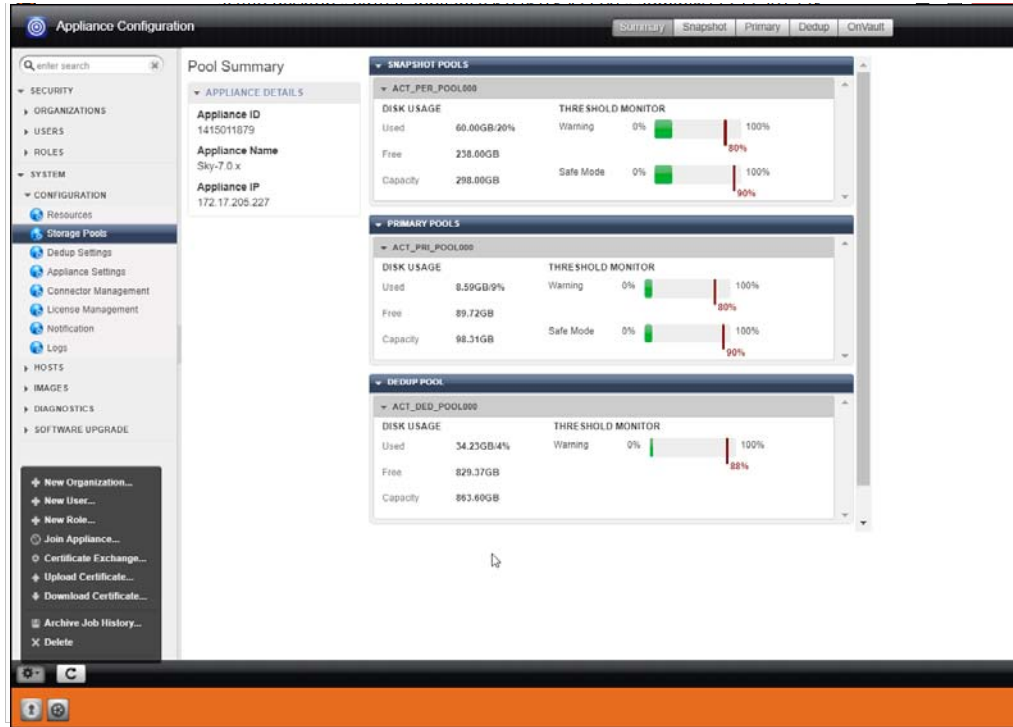 Appliance Configuration
Summary Snapshot Primary Dedup OnVault
enter search
SECURITY
ORGANIZATIONS
USERS
ROLES
SYSTEM
CONFIGURATION
Resources
Storage Pools
Dedup Settings
Appliance Settings
Connector Management
License Management
Notification
Logs
HOSTS
IMAGES
DIAGNOSTICS
SOFTWARE UPGRADE
New Organization...
New User...
New Role...
Join Appliance...
Certificate Exchange...
Upload Certificate...
Download Certificate...
Archive Job History...
Delete
Pool Summary
APPLIANCE DETAILS
Appliance ID
1415011879
Appliance Name
Sky-7.0.x
Appliance IP
172.17.205.227
SNAPSHOT POOLS
ACT_PER_POOL000
DISK USAGE THRESHOLD MONITOR
Used 60.00GB/20% Warning 0% 100%
80%
Free 238.00GB
Safe Mode 0% 100%
Capacity 298.00GB
90%
PRIMARY POOLS
ACT_PRI_POOL000
DISK USAGE THRESHOLD MONITOR
Used 8.59GB/9% Warning 0% 100%
80%
Free 89.72GB
Safe Mode 0% 100%
Capacity 98.31GB
90%
DEDUP POOL
ACT_DED_POOL000
DISK USAGE THRESHOLD MONITOR
Used 34.23GB/4% Warning 0% 100%
88%
Free 829.37GB
Capacity 863.60GB